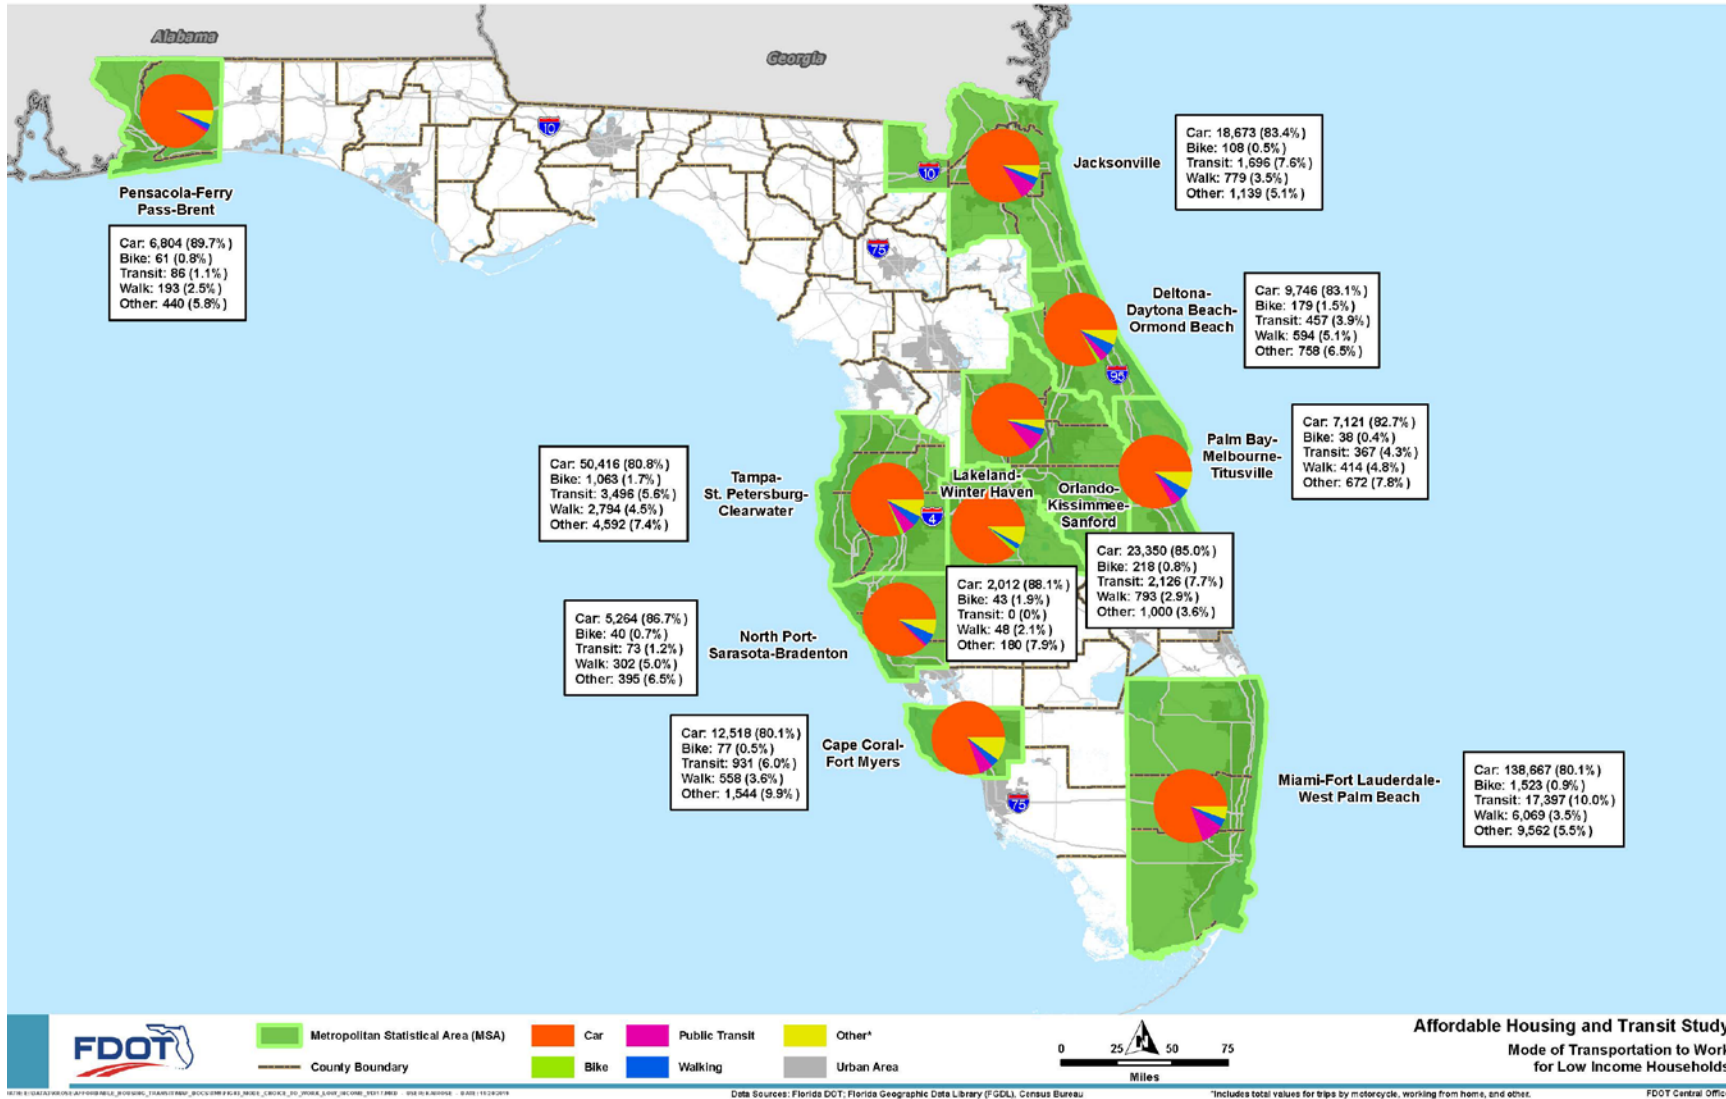 Alabama
Georgia
10
10
75
95
4
75
Pensacola-Ferry
Pass-Brent
Car: 6,804 (89.7%)
Bike: 61 (0.8%)
Transit: 86 (1.1%)
Walk: 193 (2.5%)
Other: 440 (5.8%)
Jacksonville
Car: 18,673 (83.4%)
Bike: 108 (0.5%)
Transit: 1,696 (7.6%)
Walk: 779 (3.5%)
Other: 1,139 (5.1%)
Deltona-
Daytona Beach-
Ormond Beach
Car: 9,746 (83.1%)
Bike: 179 (1.5%)
Transit: 457 (3.9%)
Walk: 594 (5.1%)
Other: 758 (6.5%)
Palm Bay-
Melbourne-
Titusville
Car: 7,121 (82.7%)
Bike: 38 (0.4%)
Transit: 367 (4.3%)
Walk: 414 (4.8%)
Other: 672 (7.8%)
Tampa-
St. Petersburg-
Clearwater
Car: 50,416 (80.8%)
Bike: 1,063 (1.7%)
Transit: 3,496 (5.6%)
Walk: 2,794 (4.5%)
Other: 4,592 (7.4%)
Lakeland-
Winter Haven
Car: 2,012 (88.1%)
Bike: 43 (1.9%)
Transit: 0 (0%)
Walk: 48 (2.1%)
Other: 180 (7.9%)
Orlando-
Kissimmee-
Sanford
Car: 23,350 (85.0%)
Bike: 218 (0.8%)
Transit: 2,126 (7.7%)
Walk: 793 (2.9%)
Other: 1,000 (3.6%)
North Port-
Sarasota-Bradenton
Car: 5,264 (86.7%)
Bike: 40 (0.7%)
Transit: 73 (1.2%)
Walk: 302 (5.0%)
Other: 395 (6.5%)
Cape Coral-
Fort Myers
Car: 12,518 (80.1%)
Bike: 77 (0.5%)
Transit: 931 (6.0%)
Walk: 558 (3.6%)
Other: 1,544 (9.9%)
Miami-Fort Lauderdale-
West Palm Beach
Car: 138,667 (80.1%)
Bike: 1,523 (0.9%)
Transit: 17,397 (10.0%)
Walk: 6,069 (3.5%)
Other: 9,562 (5.5%)
FDOT
Metropolitan Statistical Area (MSA)
County Boundary
Car
Bike
Public Transit
Walking
Other*
Urban Area
N
0 25 50 75
Miles
Affordable Housing and Transit Study
Mode of Transportation to Work
for Low Income Households
Data Sources: Florida DOT; Florida Geographic Data Library (FGDL), Census Bureau
*Includes total values for trips by motorcycle, working from home, and other.
FDOT Central Office